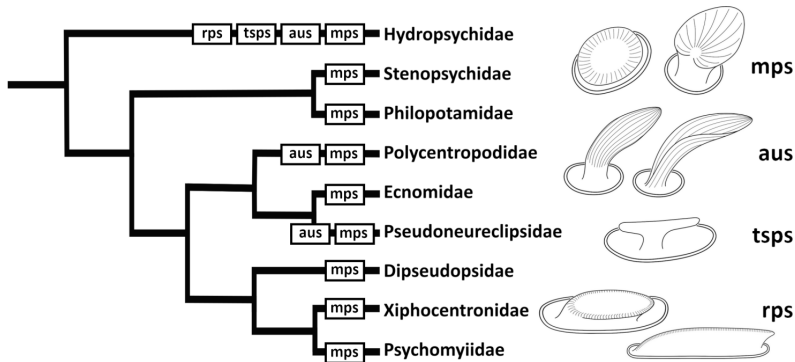 rps tsps aus mps Hydropsychidae
mps Stenopsychidae
mps
mps Philopotamidae
aus mps Polycentropodidae
aus
mps Ecnomidae
aus mps Pseudoneureclipsidae
tsps
mps Dipseudopsidae
mps Xiphocentronidae
rps
mps Psychomyiidae